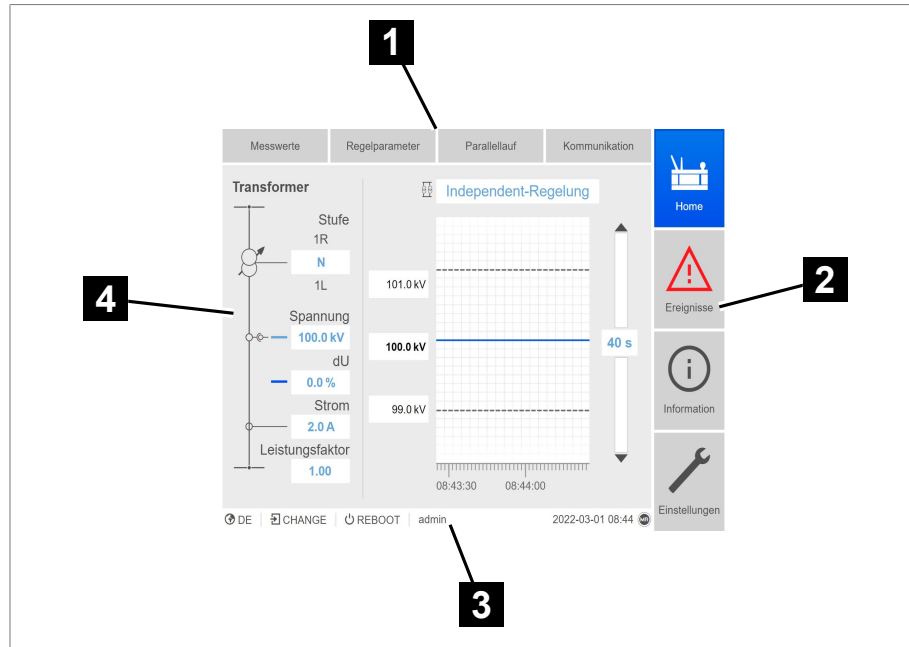 1
Messwerte Regelparameter Parallellauf Kommunikation
Home
Transformer
Independent-Regelung
Stufe
1R
N
1L
101.0 kV
Ereignisse
2
4
Spannung
100.0 kV
100.0 kV
40 s
dU
0.0 %
Strom
99.0 kV
Information
2.0 A
Leistungsfaktor
1.00
08:43:30 08:44:00
Einstellungen
DE CHANGE REBOOT admin 2022-03-01 08:44 MR
3